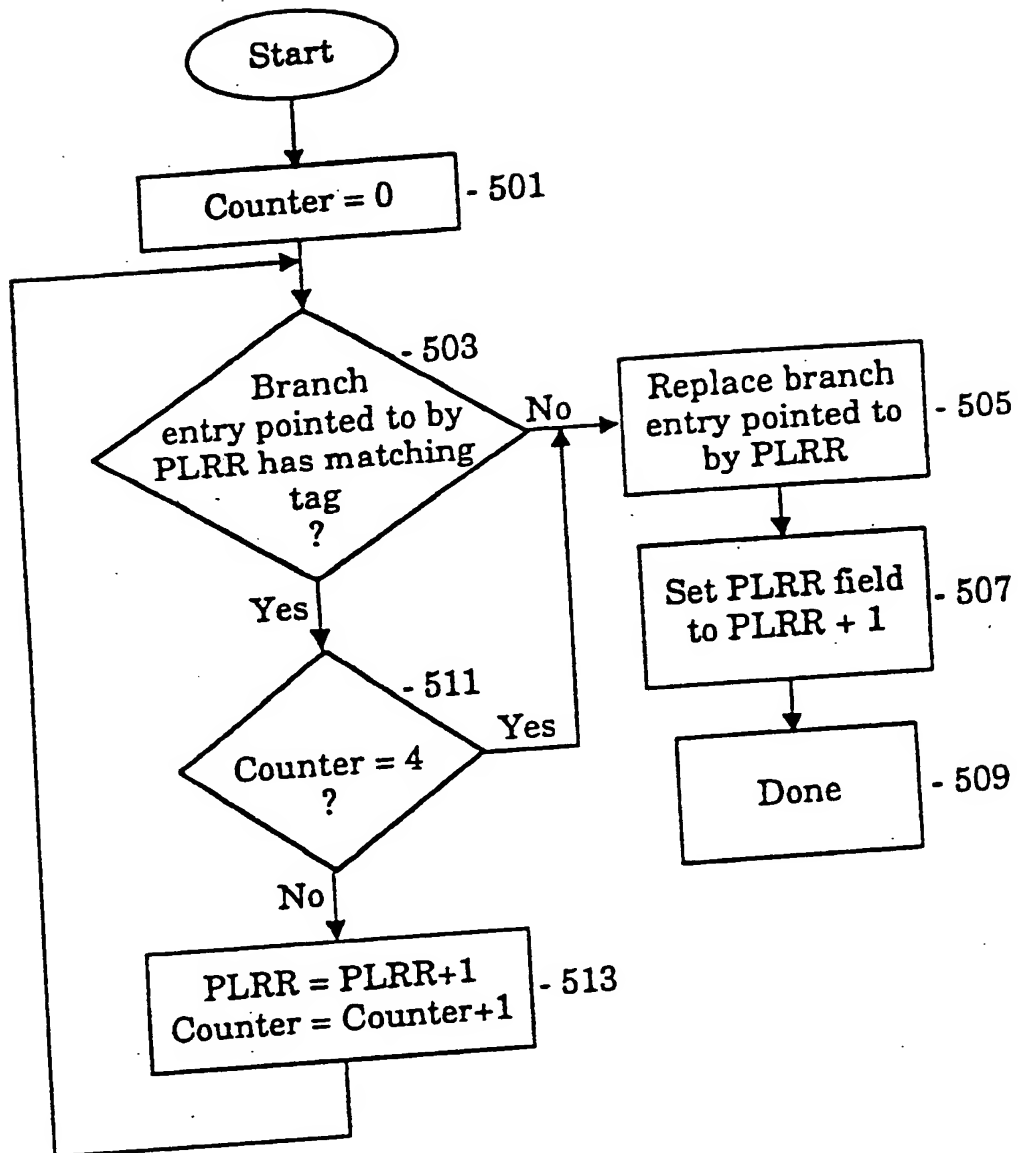 Start
Counter = 0
- 501
- 503
Branch
entry pointed to by
PLRR has matching
tag
?
No
Replace branch
entry pointed to
by PLRR
- 505
Yes
Set PLRR field
to PLRR + 1
- 507
- 511
Counter = 4
?
Yes
Done
- 509
No
PLRR = PLRR+1
Counter = Counter+1
- 513